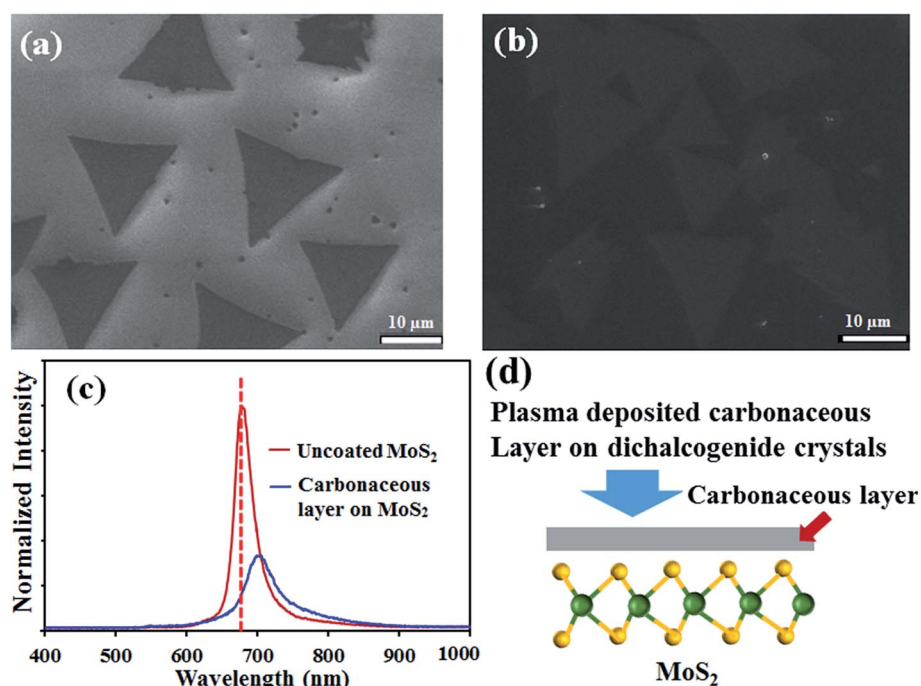 (a)
10 μm
(b)
10 μm
(c)
Normalized Intensity
Uncoated MoS₂
Carbonaceous
layer on MoS₂
400 500 600 700 800 900 1000
Wavelength (nm)
(d)
Plasma deposited carbonaceous
Layer on dichalcogenide crystals
Carbonaceous layer
MoS₂